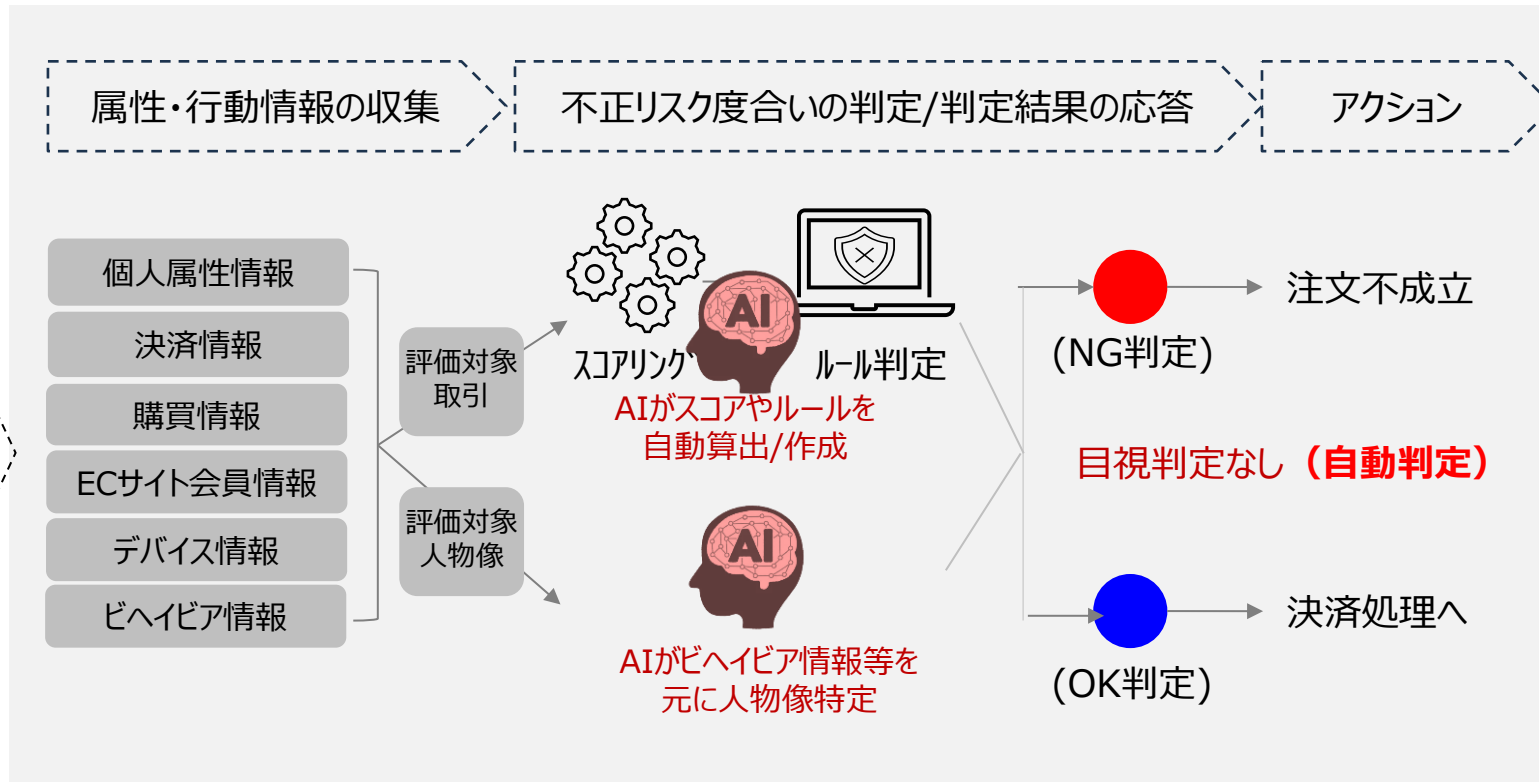 属性・行動情報の収集
不正リスク度合いの判定/判定結果の応答
アクション
個人属性情報
決済情報
購買情報
ECサイト会員情報
デバイス情報
ビヘイビア情報
評価対象
取引
評価対象
人物像
スコアリング
AI
ルール判定
AIがスコアやルールを
自動算出/作成
AI
AIがビヘイビア情報等を
元に人物像特定
(NG判定)
注文不成立
目視判定なし（自動判定）
(OK判定)
決済処理へ